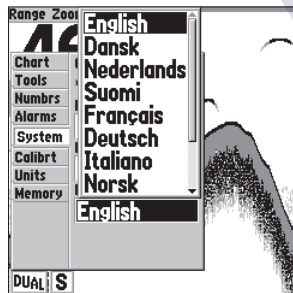 Range Zoo
English
Dansk
Nederlands
Suomi
Français
Deutsch
Italiano
Norsk
English
Chart
Tools
Numbrs
Alarms
System
Calibrt
Units
Memory
DUAL S